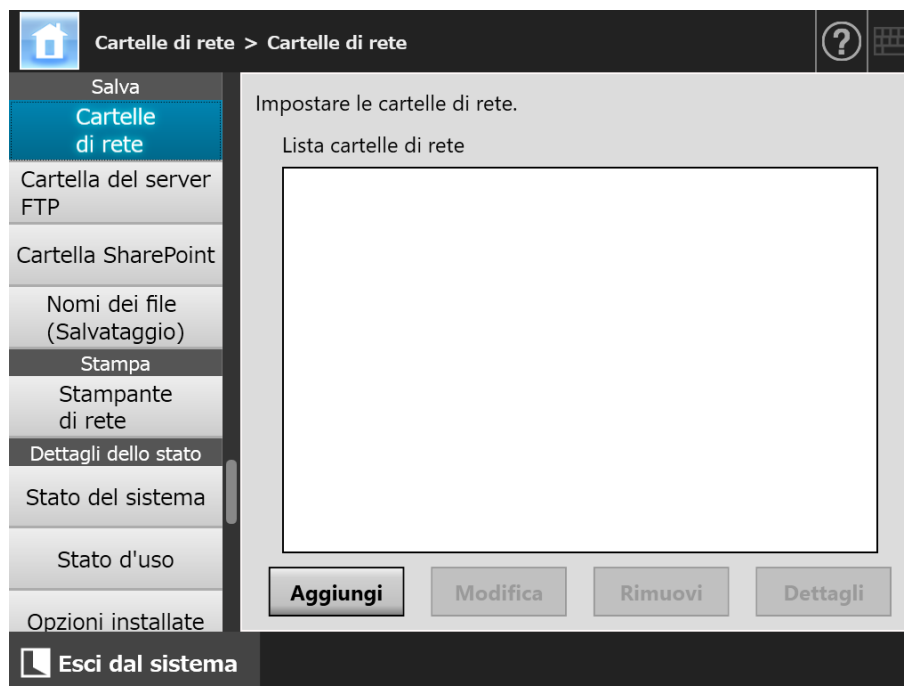 Cartelle di rete > Cartelle di rete
?
Salva
Cartelle
di rete
Cartella del server
FTP
Cartella SharePoint
Nomi dei file
(Salvataggio)
Stampa
Stampante
di rete
Dettagli dello stato
Stato del sistema
Stato d'uso
Opzioni installate
Impostare le cartelle di rete.
Lista cartelle di rete
Aggiungi
Modifica
Rimuovi
Dettagli
Esci dal sistema